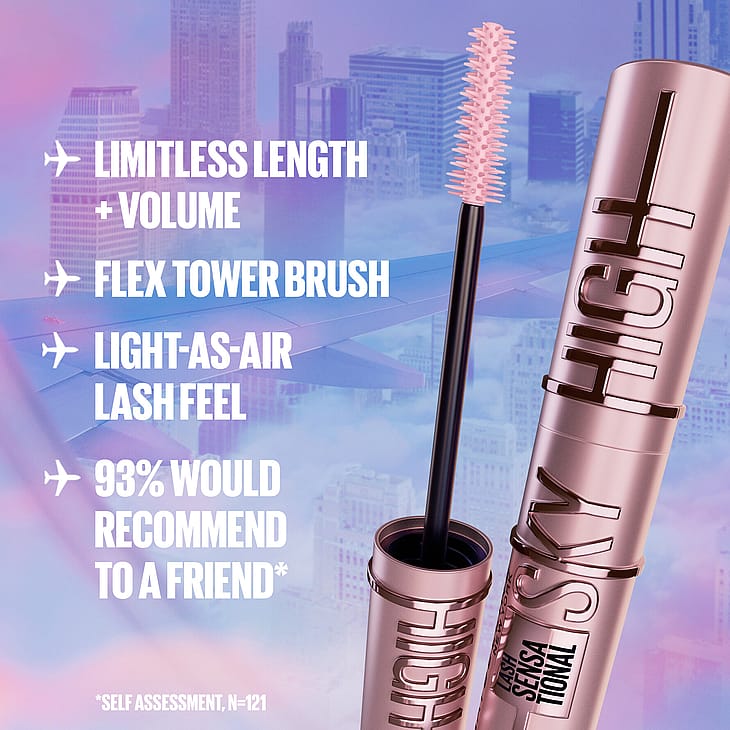 LIMITLESS LENGTH
+ VOLUME
FLEX TOWER BRUSH
LIGHT-AS-AIR
LASH FEEL
93% WOULD
RECOMMEND
TO A FRIEND*
*SELF ASSESSMENT, N=121
HIGH
SKY HIGH
LASH
SENSA
TIONAL